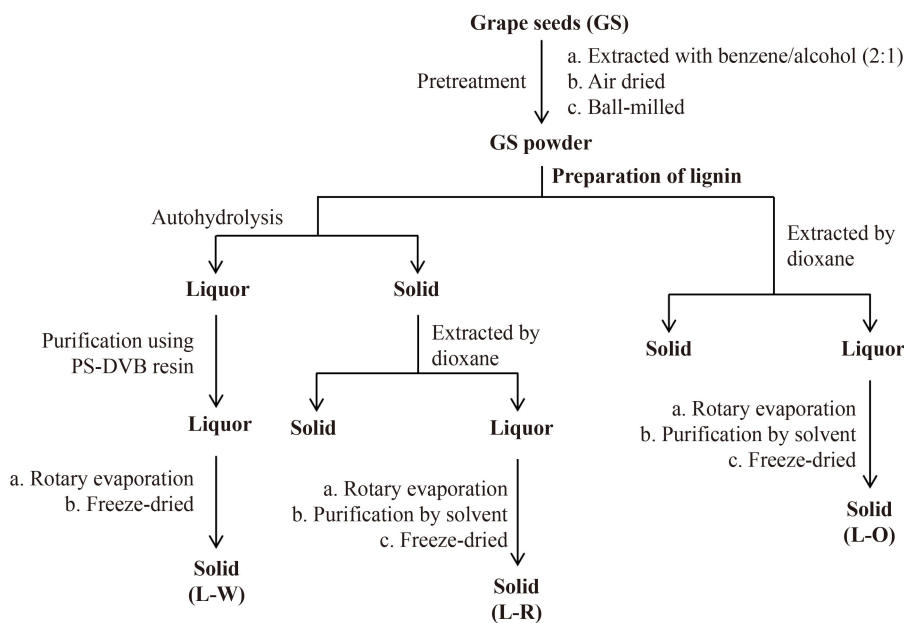 Grape seeds (GS)
Pretreatment
a. Extracted with benzene/alcohol (2:1)
b. Air dried
c. Ball-milled
GS powder
Preparation of lignin
Autohydrolysis
Extracted by
dioxane
Liquor
Solid
Purification using
PS-DVB resin
Extracted by
dioxane
Solid
Liquor
Liquor
Solid
Liquor
a. Rotary evaporation
b. Purification by solvent
c. Freeze-dried
a. Rotary evaporation
b. Freeze-dried
a. Rotary evaporation
b. Purification by solvent
c. Freeze-dried
Solid
(L-O)
Solid
(L-W)
Solid
(L-R)